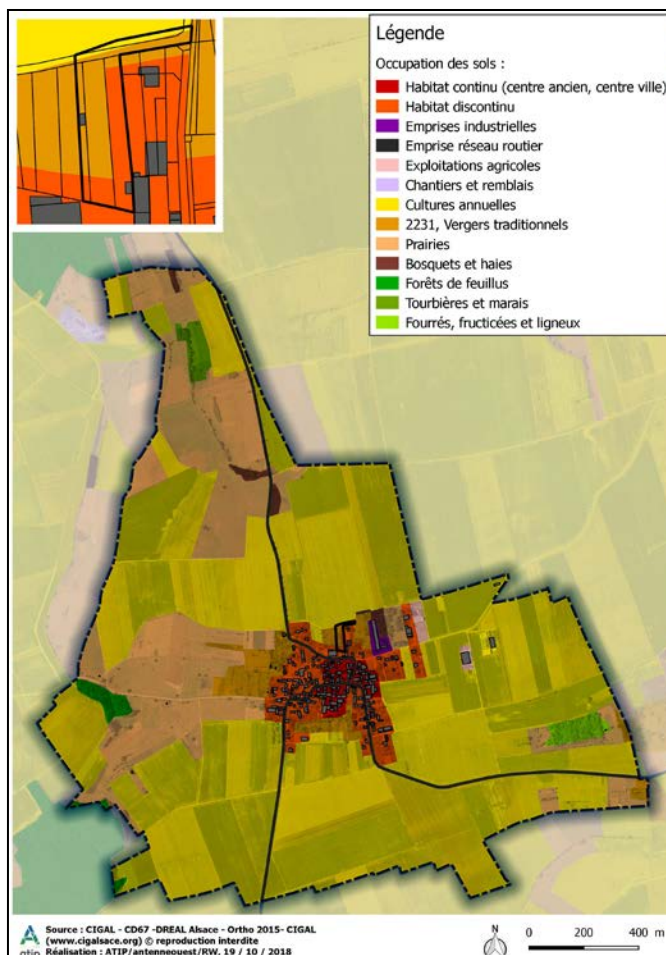 Légende
Occupation des sols :
Habitat continu (centre ancien, centre ville)
Habitat discontinu
Emprises industrielles
Emprise réseau routier
Exploitations agricoles
Chantiers et remblais
Cultures annuelles
2231, Vergers traditionnels
Prairies
Bosquets et haies
Forêts de feuillus
Tourbières et marais
Fourrés, fructicées et ligneux
Source : CIGAL - CD67 -DREAL Alsace - Ortho 2015- CIGAL
(www.cigalsace.org) © reproduction interdite
Réalisation : ATIP/antenneouest/RW, 19 / 10 / 2018
atip
N
0 200 400 m